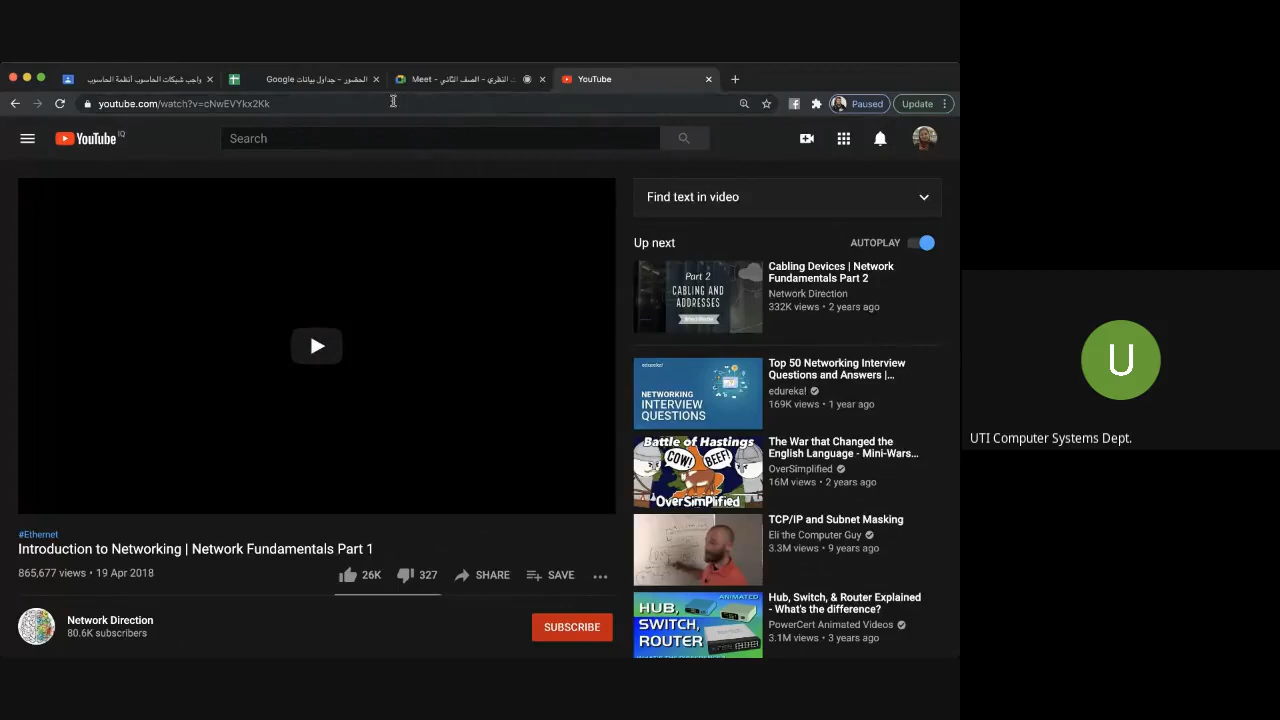 واجب شبكات الحاسوب أنظمة الحاسوب
الحضور - جداول بيانات Google
Meet - النظري - الصف الثاني
YouTube
youtube.com/watch?v=cNwEVYkx2Kk
Paused
Update
YouTube IQ
Search
Find text in video
Up next
AUTOPLAY
Part 2
CABLING AND
ADDRESSES
Cabling Devices | Network
Fundamentals Part 2
Network Direction
332K views • 2 years ago
edureka!
NETWORKING
INTERVIEW
QUESTIONS
Top 50 Networking Interview
Questions and Answers |...
edureka!
169K views • 1 year ago
Battle of Hastings
COW!
BEEF!
OverSimplified
The War that Changed the
English Language - Mini-Wars...
OverSimplified
16M views • 2 years ago
TCP/IP and Subnet Masking
Eli the Computer Guy
3.3M views • 9 years ago
ANIMATED
HUB,
SWITCH,
ROUTER
Hub, Switch, & Router Explained
- What's the difference?
PowerCert Animated Videos
3.1M views • 3 years ago
#Ethernet
Introduction to Networking | Network Fundamentals Part 1
865,677 views • 19 Apr 2018
26K
327
SHARE
SAVE
Network Direction
80.6K subscribers
SUBSCRIBE
U
UTI Computer Systems Dept.